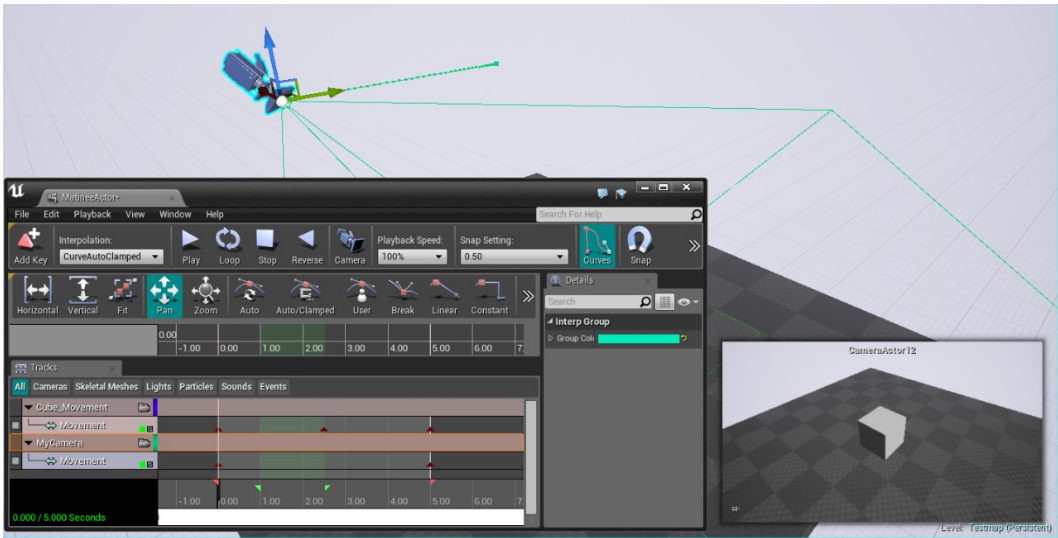 MatineeActor*
File Edit Playback View Window Help
Search For Help
Add Key
Interpolation:
CurveAutoClamped
Play Loop Stop Reverse Camera
Playback Speed:
100%
Snap Setting:
0.50
Curves Snap
Horizontal Vertical Fit Pan Zoom Auto Auto/Clamped User Break Linear Constant
Details
Search
Interp Group
Group Col
0.00
-1.00 0.00 1.00 2.00 3.00 4.00 5.00 6.00 7.
Tracks
All Cameras Skeletal Meshes Lights Particles Sounds Events
Cube_Movement
Movement
MyCamera
Movement
-1.00 0.00 1.00 2.00 3.00 4.00 5.00 6.00 7.
0.000 / 5.000 Seconds
CameraActor12
Level: Testmap (Persistent)